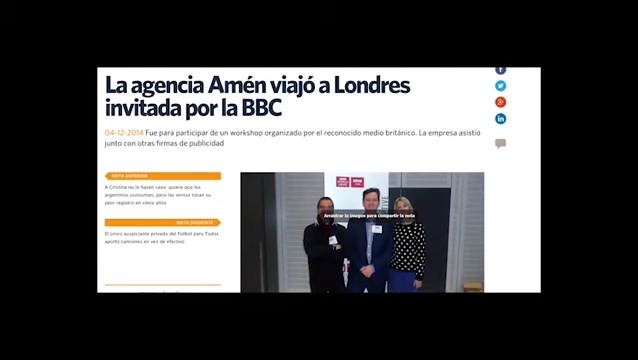 La agencia Amén viajó a Londres
invitada por la BBC
04-12-2014 Fue para participar de un workshop organizado por el reconocido medio británico. La empresa asistió
junto con otras firmas de publicidad
NOTA ANTERIOR
A Cristina no le hacen caso: quiere que los
argentinos consuman, pero las ventas tocan su
peor registro en cinco años
NOTA SIGUIENTE
El único auspiciante privado del Fútbol para Todos
aportó camiones en vez de efectivo
Arrastrar la imagen para compartir la nota